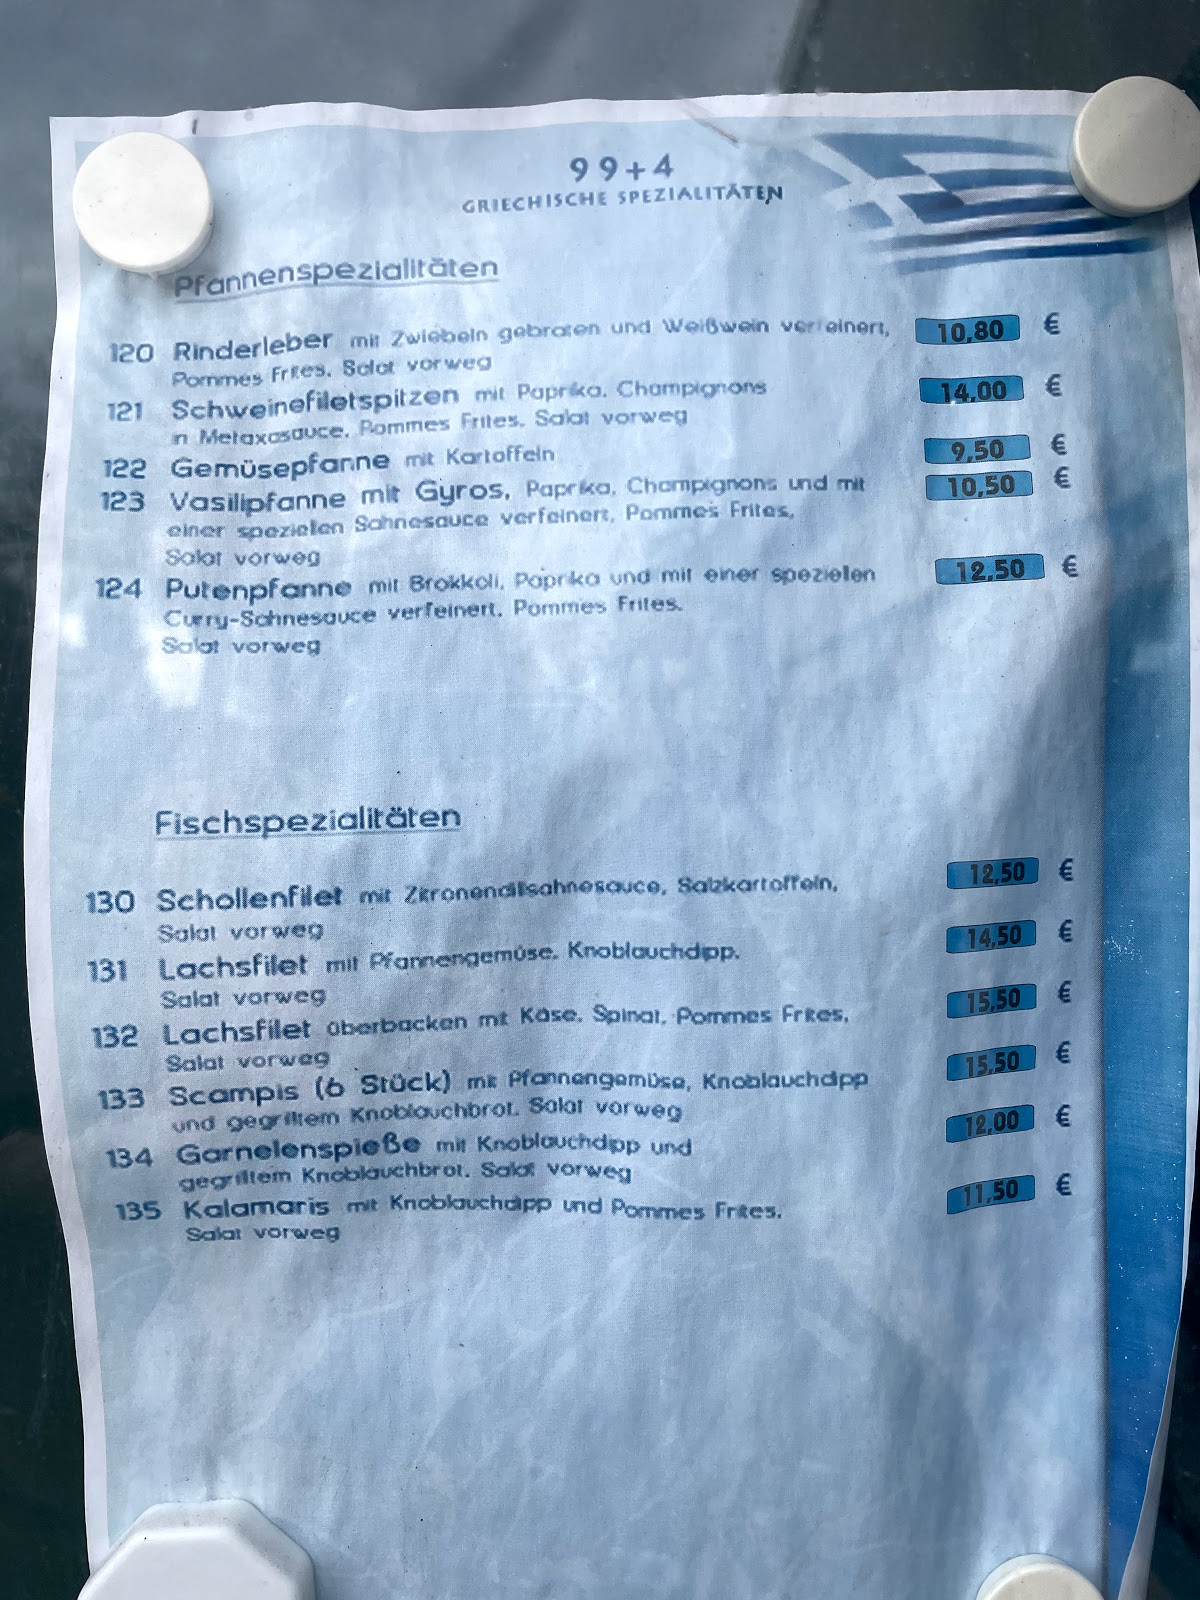 99+4
GRIECHISCHE SPEZIALITÄTEN
Pfannenspezialitäten
120 Rinderleber mit Zwiebeln gebraten und Weißwein verfeinert, 10,80 €
Pommes Frites, Salat vorweg
121 Schweinefiletspitzen mit Paprika, Champignons 14,00 €
in Metaxasauce, Pommes Frites, Salat vorweg
122 Gemüsepfanne mit Kartoffeln 9,50 €
123 Vasilipfanne mit Gyros, Paprika, Champignons und mit 10,50 €
einer spezielen Sahnesauce verfeinert, Pommes Frites,
Salat vorweg
124 Putenpfanne mit Brokkoli, Paprika und mit einer spezielen 12,50 €
Curry-Sahnesauce verfeinert, Pommes Frites,
Salat vorweg
Fischspezialitäten
130 Schollenfilet mit Zitronendillsahnesauce, Salzkartoffeln, 12,50 €
Salat vorweg
131 Lachsfilet mit Pfannengemüse, Knoblauchdipp, 14,50 €
Salat vorweg
132 Lachsfilet überbacken mit Käse, Spinat, Pommes Frites, 15,50 €
Salat vorweg
133 Scampis (6 Stück) mit Pfannengemüse, Knoblauchdipp 15,50 €
und gegrilltem Knoblauchbrot, Salat vorweg
134 Garnelenspieße mit Knoblauchdipp und 12,00 €
gegrilltem Knoblauchbrot, Salat vorweg
135 Kalamaris mit Knoblauchdipp und Pommes Frites, 11,50 €
Salat vorweg